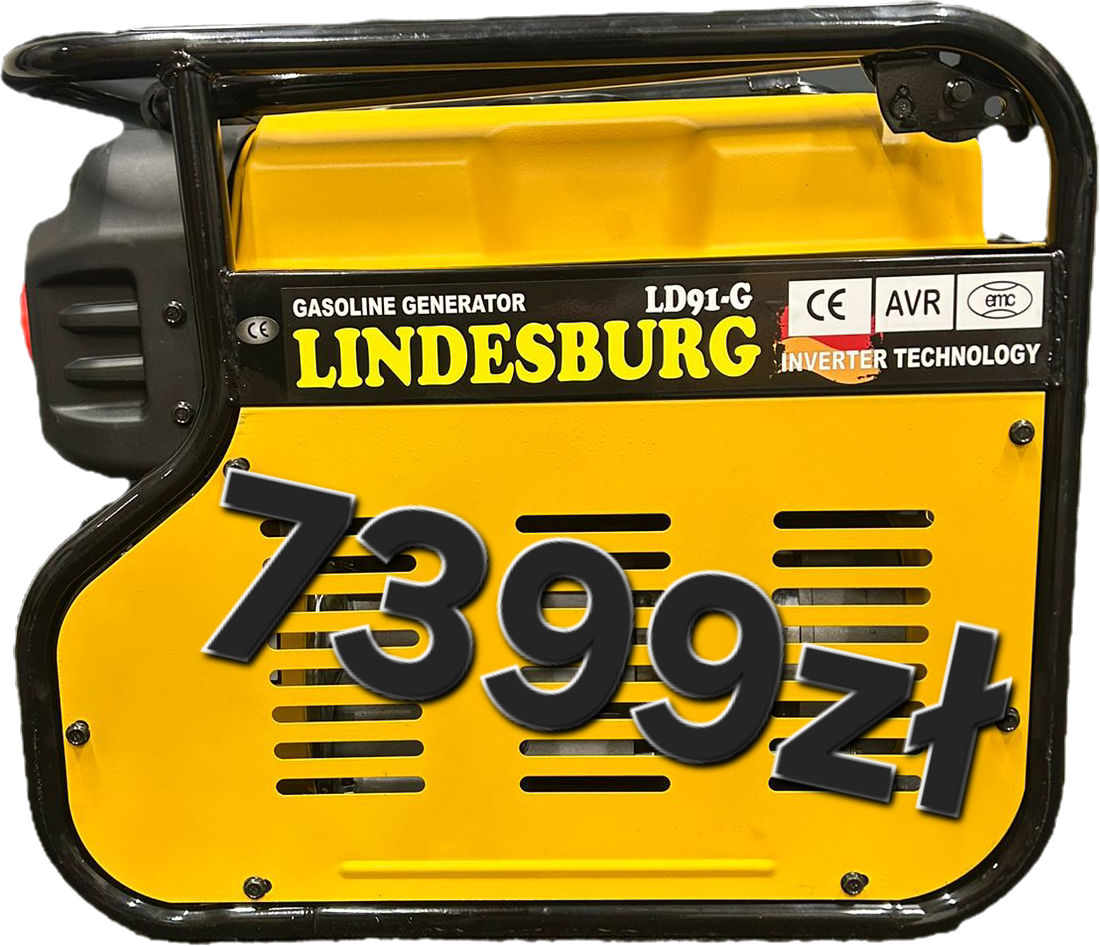 GASOLINE GENERATOR
LD91-G
LINDESBURG
CE
CE
AVR
emc
INVERTER TECHNOLOGY
7399zł